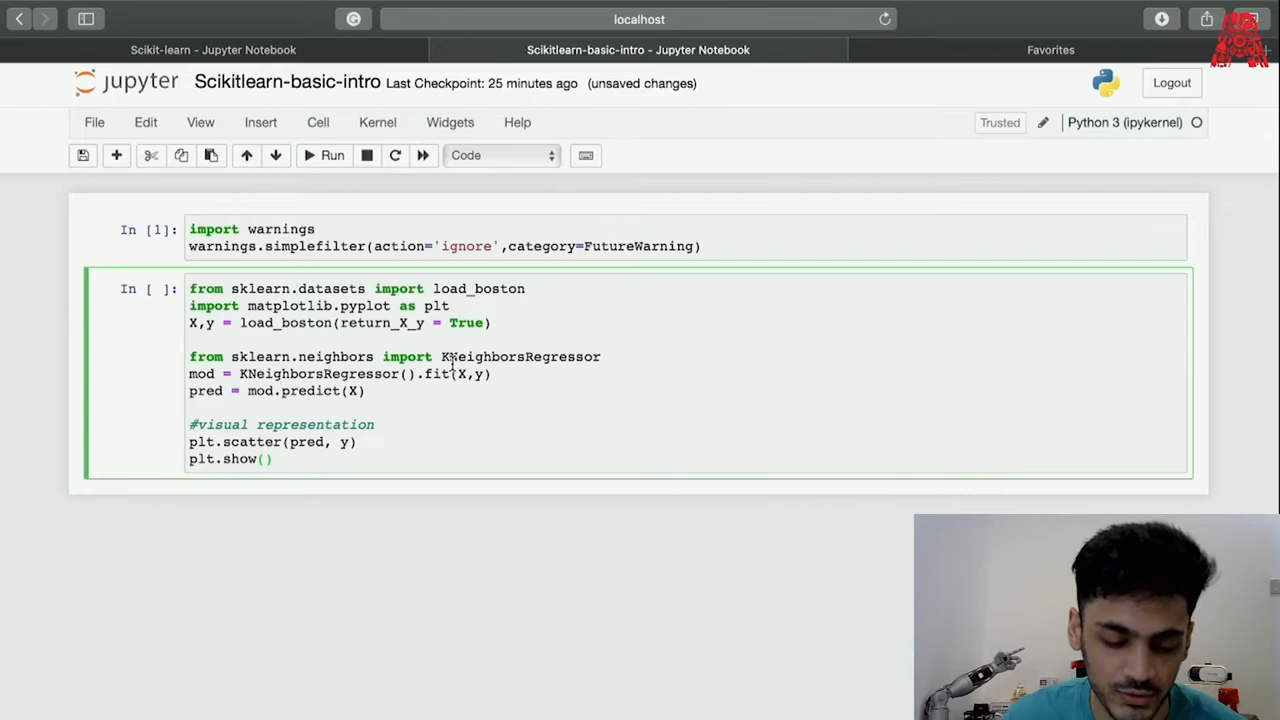 localhost
Scikit-learn - Jupyter Notebook
Scikitlearn-basic-intro - Jupyter Notebook
Favorites
jupyter Scikitlearn-basic-intro Last Checkpoint: 25 minutes ago (unsaved changes)
Logout
File Edit View Insert Cell Kernel Widgets Help
Trusted
Python 3 (ipykernel)
Run
Code
In [1]: import warnings
warnings.simplefilter(action='ignore',category=FutureWarning)
In [ ]: from sklearn.datasets import load_boston
import matplotlib.pyplot as plt
X,y = load_boston(return_X_y = True)
from sklearn.neighbors import KNeighborsRegressor
mod = KNeighborsRegressor().fit(X,y)
pred = mod.predict(X)
#visual representation
plt.scatter(pred, y)
plt.show()